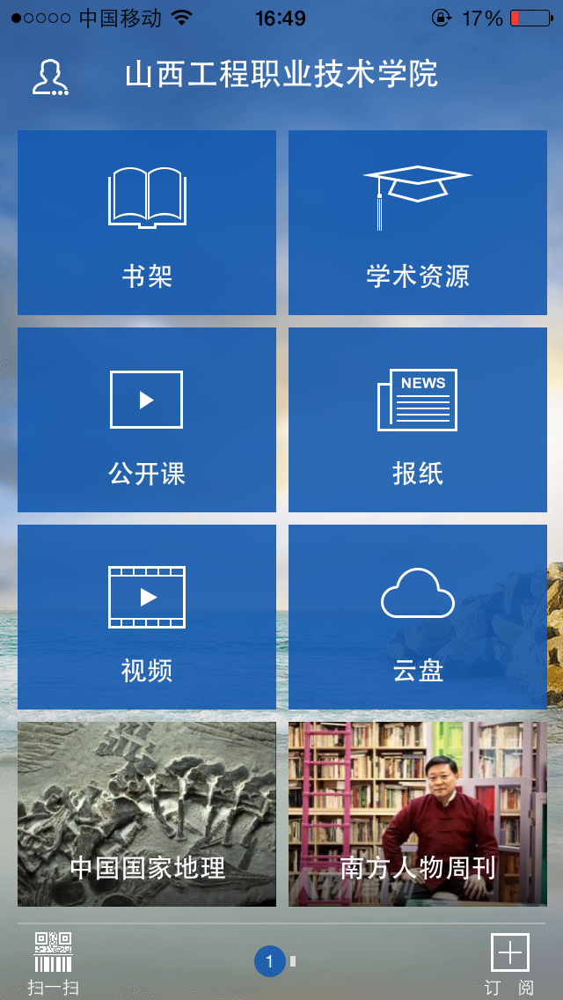 中国移动 16:49 17%
山西工程职业技术学院
书架 学术资源
NEWS
公开课 报纸
视频 云盘
中国国家地理 南方人物周刊
1
扫一扫 订 阅